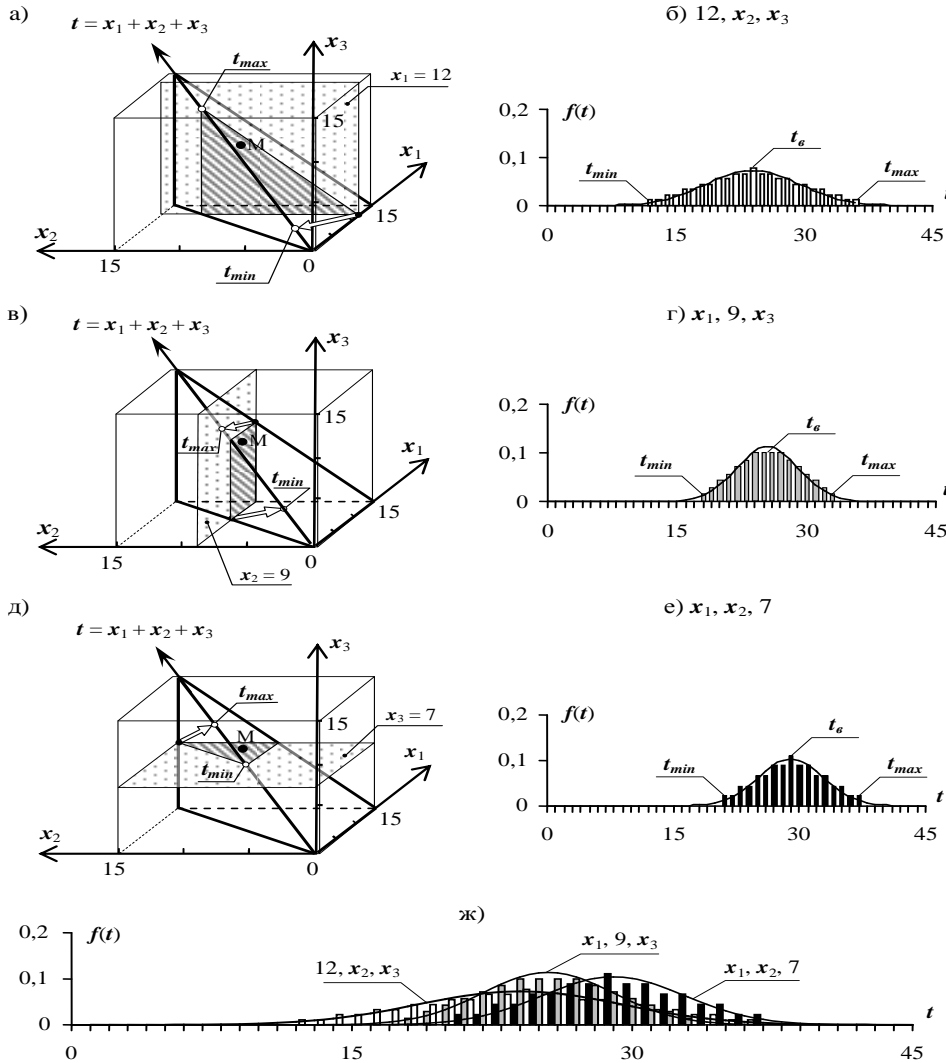 а)
t = x₁ + x₂ + x₃
x₃
tmax
x₁ = 12
15
М
x₁
15
x₂
15
tmin
0
б) 12, x₂, x₃
0,2
f(t)
tв
0,1
tmin
tmax
0
t
0 15 30 45
в)
t = x₁ + x₂ + x₃
x₃
15
М
tmax
x₁
tmin
15
x₂
15
0
x₂ = 9
г) x₁, 9, x₃
0,2
f(t)
tв
0,1
tmin
tmax
0
t
0 15 30 45
д)
t = x₁ + x₂ + x₃
x₃
tmax
15
x₃ = 7
М
x₁
tmin
15
x₂
15
0
е) x₁, x₂, 7
0,2
f(t)
tв
0,1
tmin
tmax
0
t
0 15 30 45
ж)
0,2
f(t)
x₁, 9, x₃
0,1
12, x₂, x₃
x₁, x₂, 7
0
t
0 15 30 45